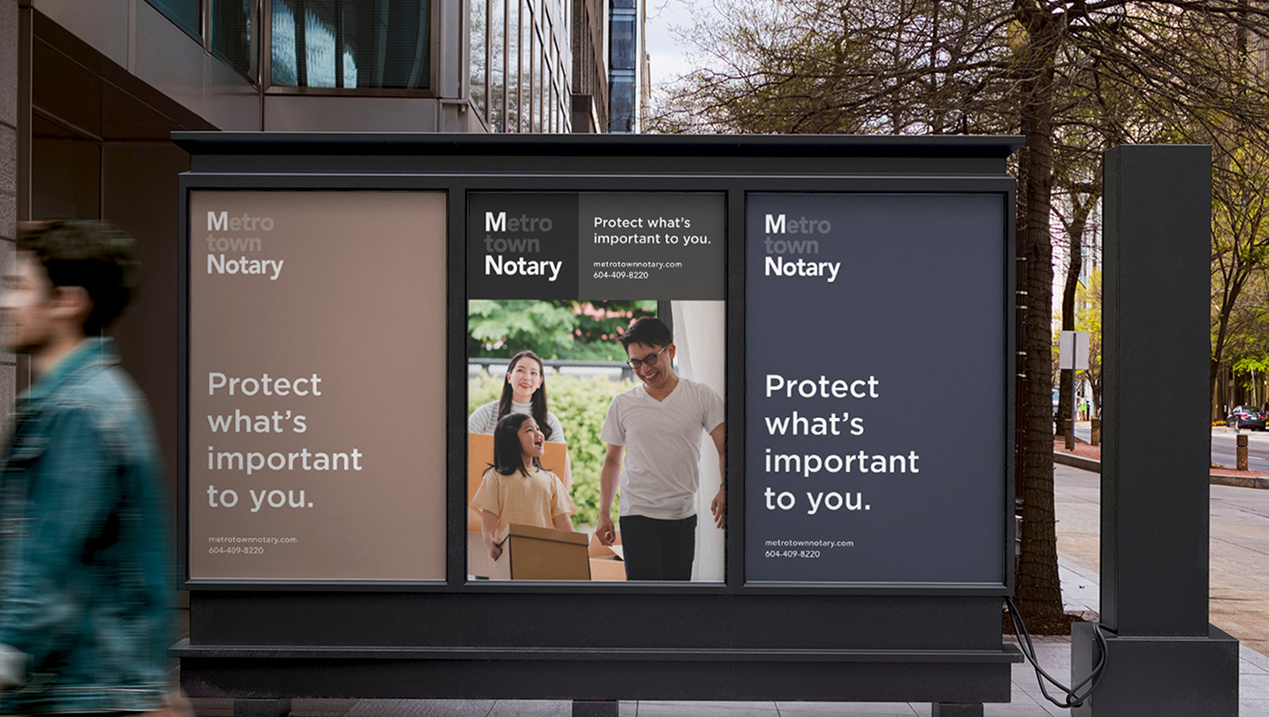 Metro
town
Notary
Protect
what's
important
to you.
metrotownnotary.com
604-409-8220
Metro
town
Notary
Protect what's
important to you.
metrotownnotary.com
604-409-8220
Metro
town
Notary
Protect
what's
important
to you.
metrotownnotary.com
604-409-8220